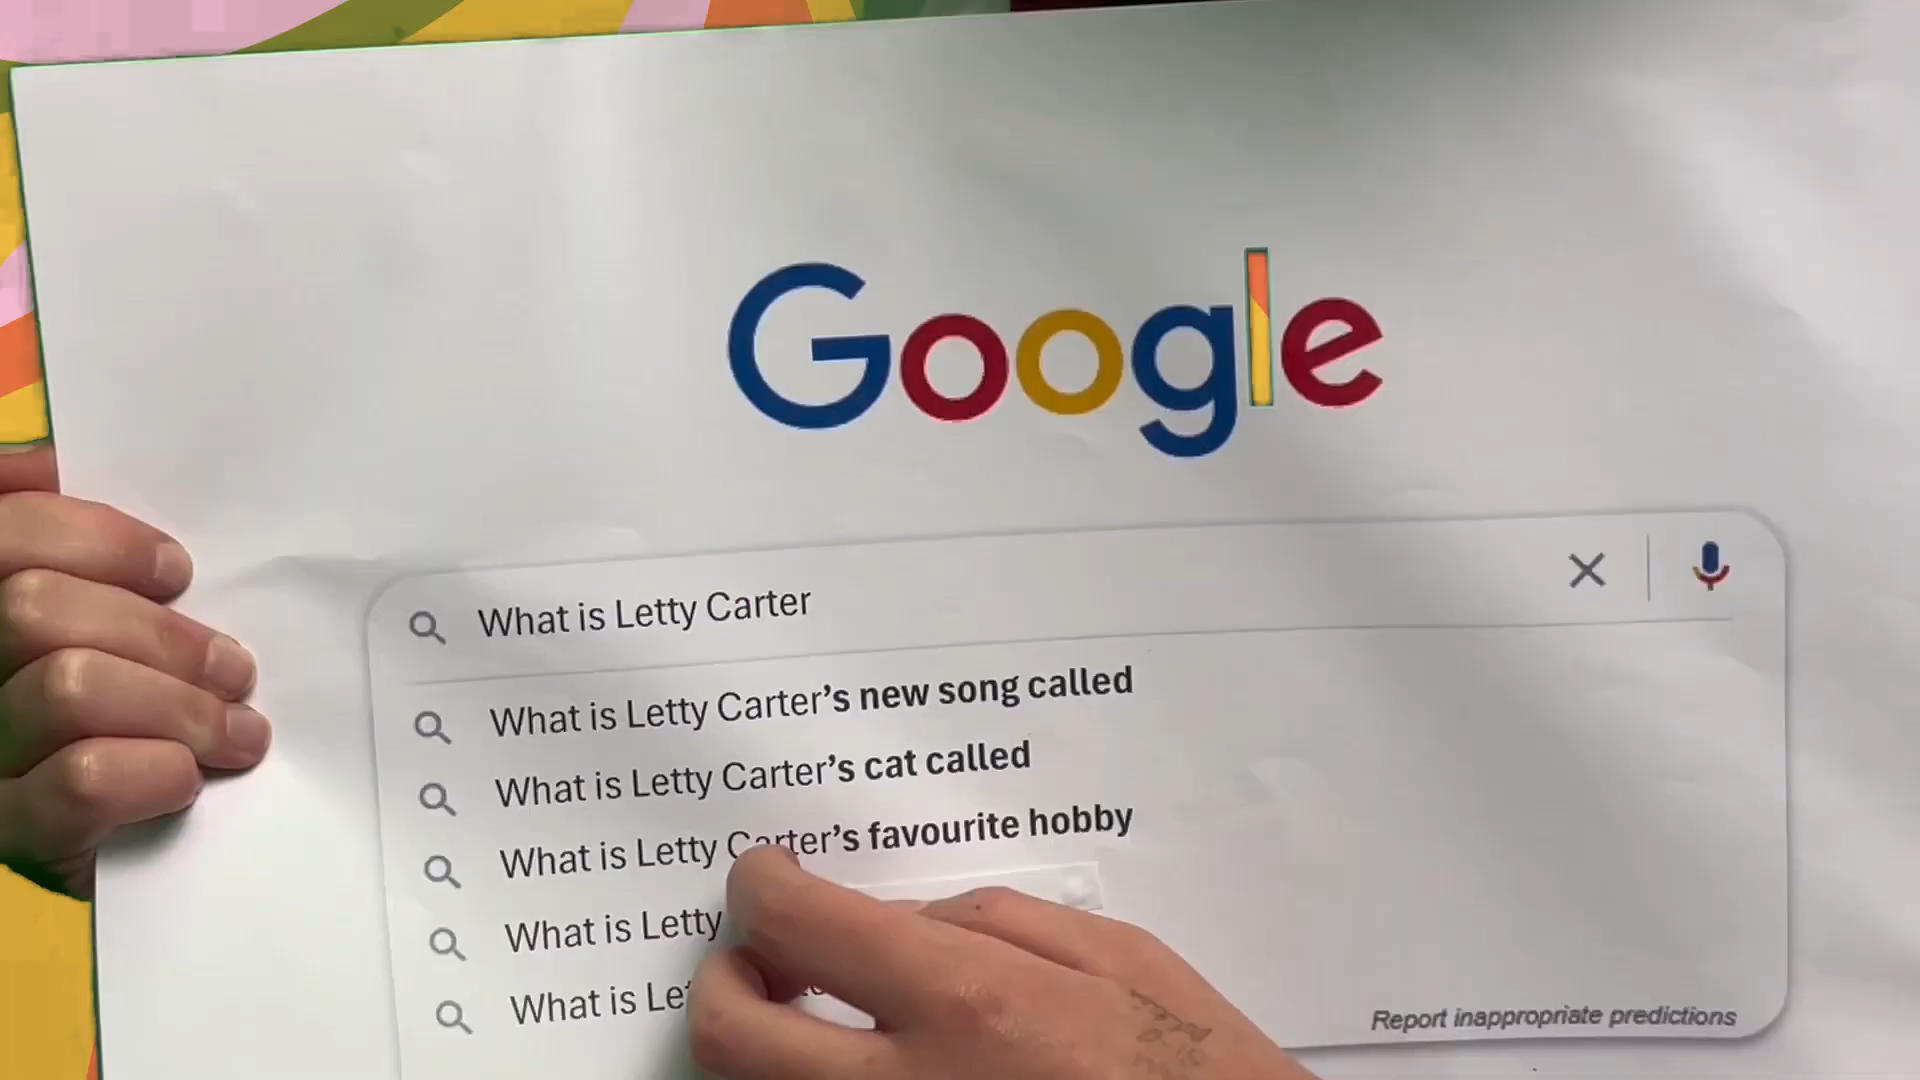 Google
What is Letty Carter
What is Letty Carter's new song called
What is Letty Carter's cat called
What is Letty Carter's favourite hobby
What is Letty
What is
Report inappropriate predictions